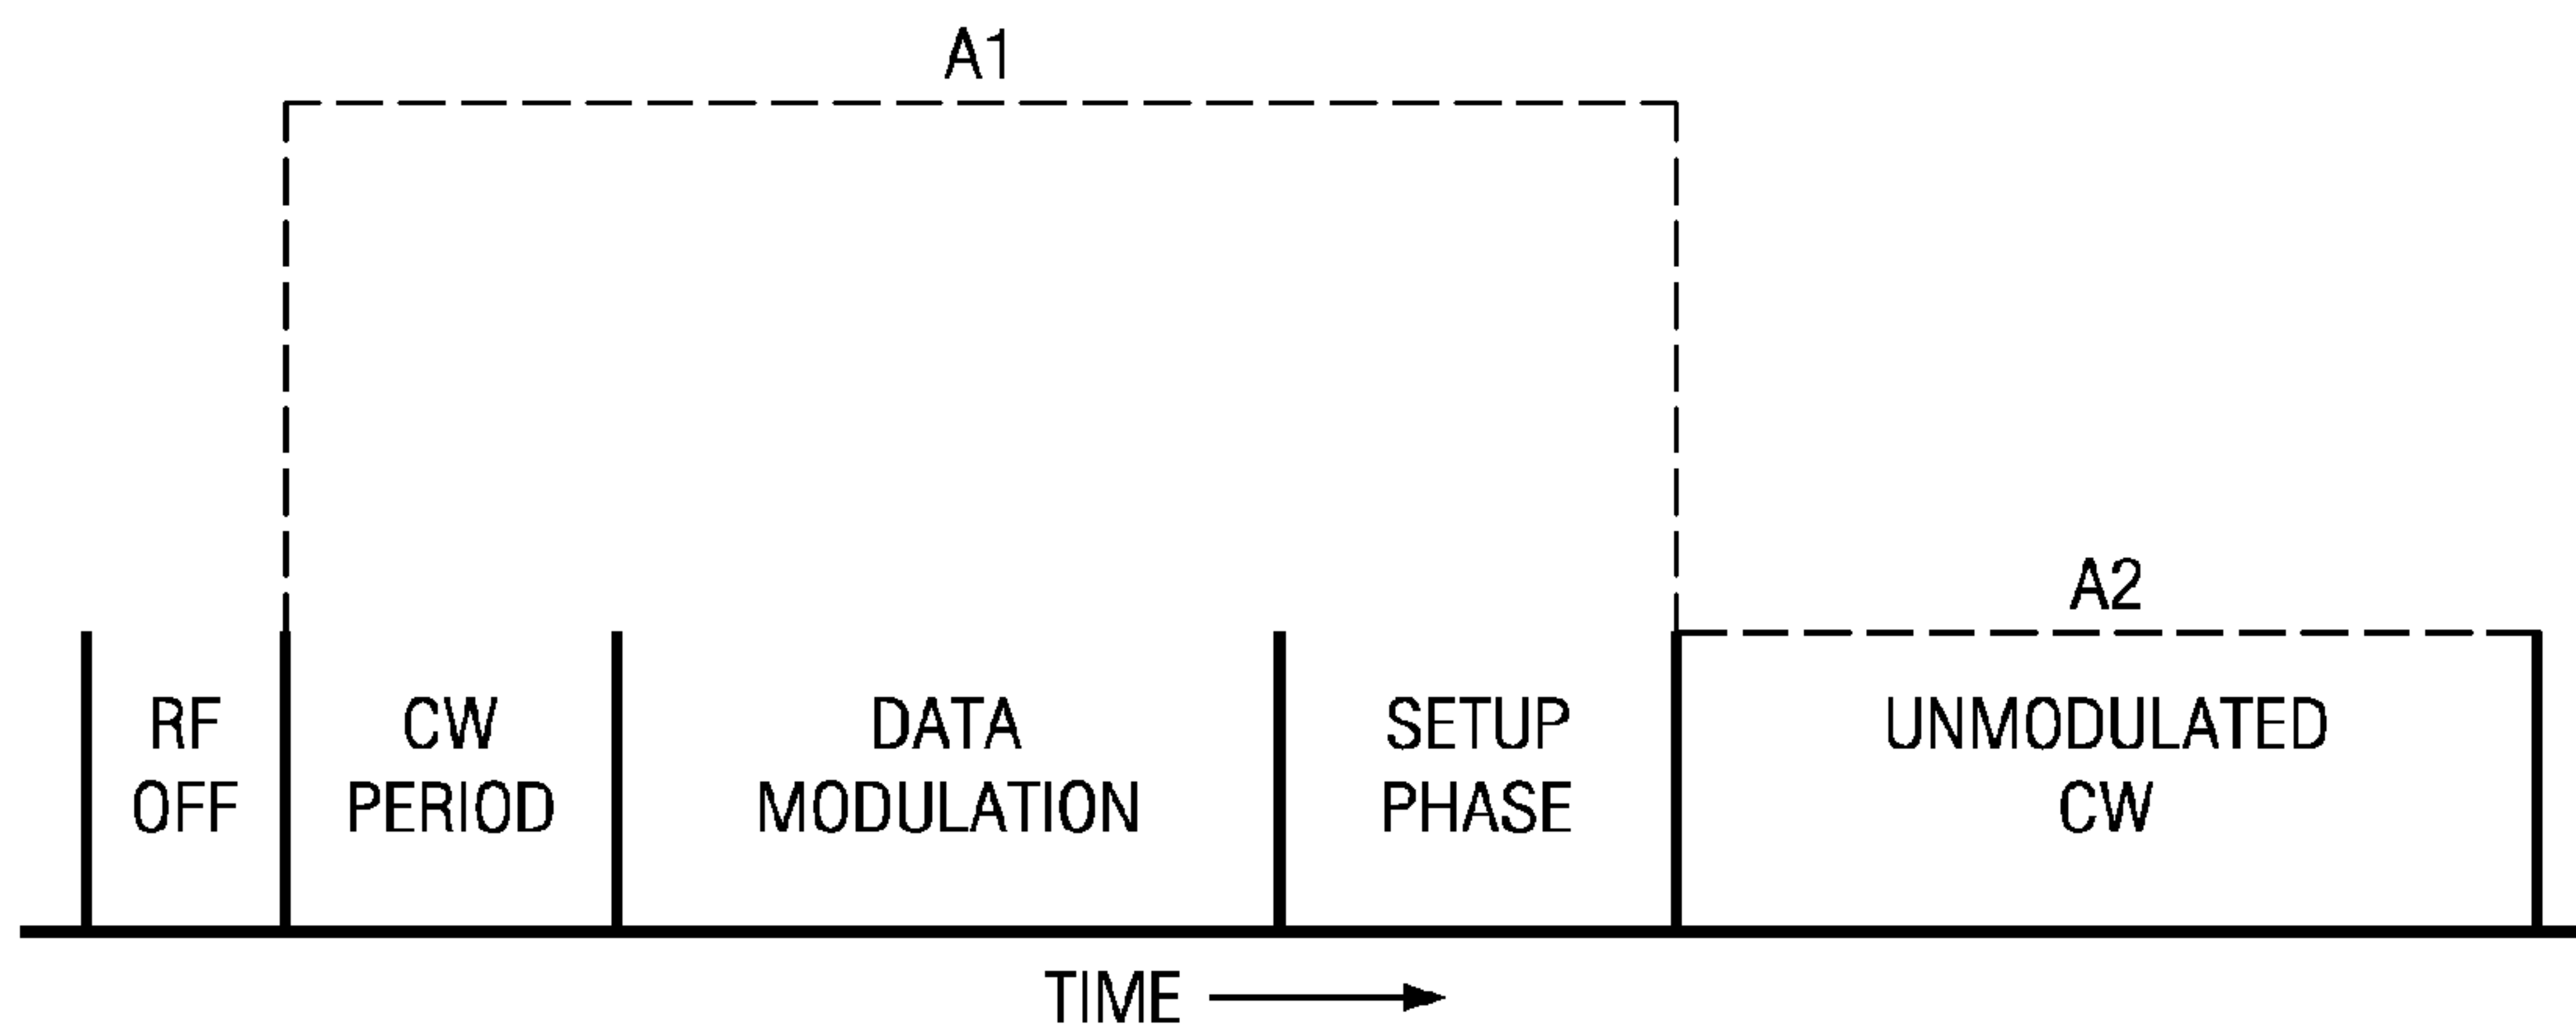 A1
A2
RF
OFF
CW
PERIOD
DATA
MODULATION
SETUP
PHASE
UNMODULATED
CW
TIME